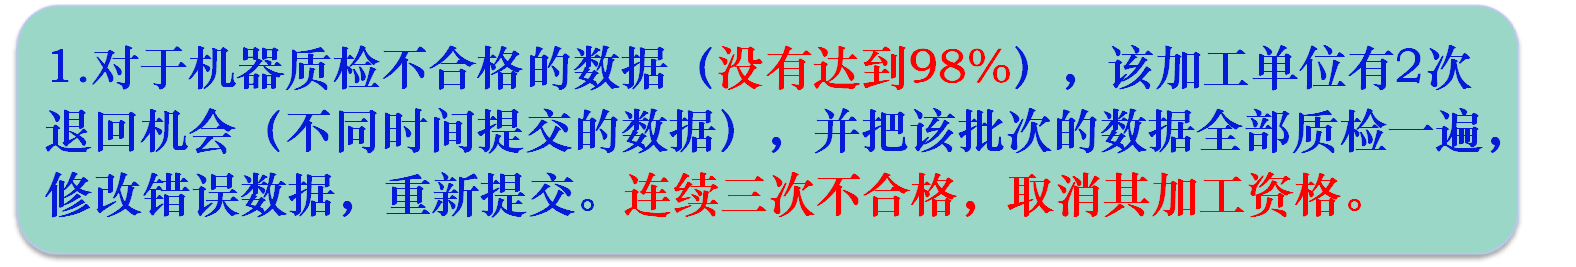 1.对于机器质检不合格的数据（没有达到98%），该加工单位有2次
退回机会（不同时间提交的数据），并把该批次的数据全部质检一遍，
修改错误数据，重新提交。连续三次不合格，取消其加工资格。